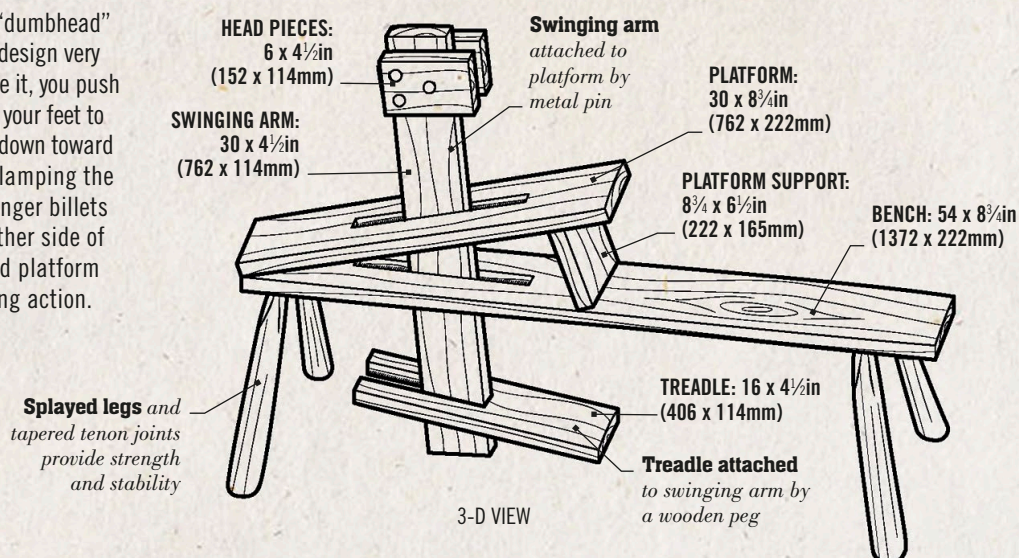 “dumbhead”
design very
e it, you push
your feet to
down toward
lamping the
nger billets
ther side of
d platform
ng action.
HEAD PIECES:
6 x 4½in
(152 x 114mm)
SWINGING ARM:
30 x 4½in
(762 x 114mm)
Swinging arm
attached to
platform by
metal pin
PLATFORM:
30 x 8¾in
(762 x 222mm)
PLATFORM SUPPORT:
8¾ x 6½in
(222 x 165mm)
BENCH: 54 x 8¾in
(1372 x 222mm)
Splayed legs and
tapered tenon joints
provide strength
and stability
TREADLE: 16 x 4½in
(406 x 114mm)
Treadle attached
to swinging arm by
a wooden peg
3-D VIEW